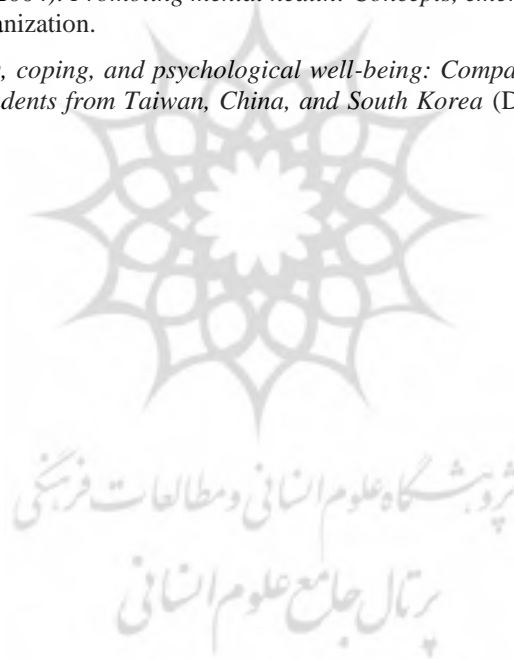 2004). Promoting mental health: Concepts, emer
anization.
, coping, and psychological well-being: Compa
dents from Taiwan, China, and South Korea (D
پژوهشگاه علوم انسانی و مطالعات فرهنگی
پرتال جامع علوم انسانی